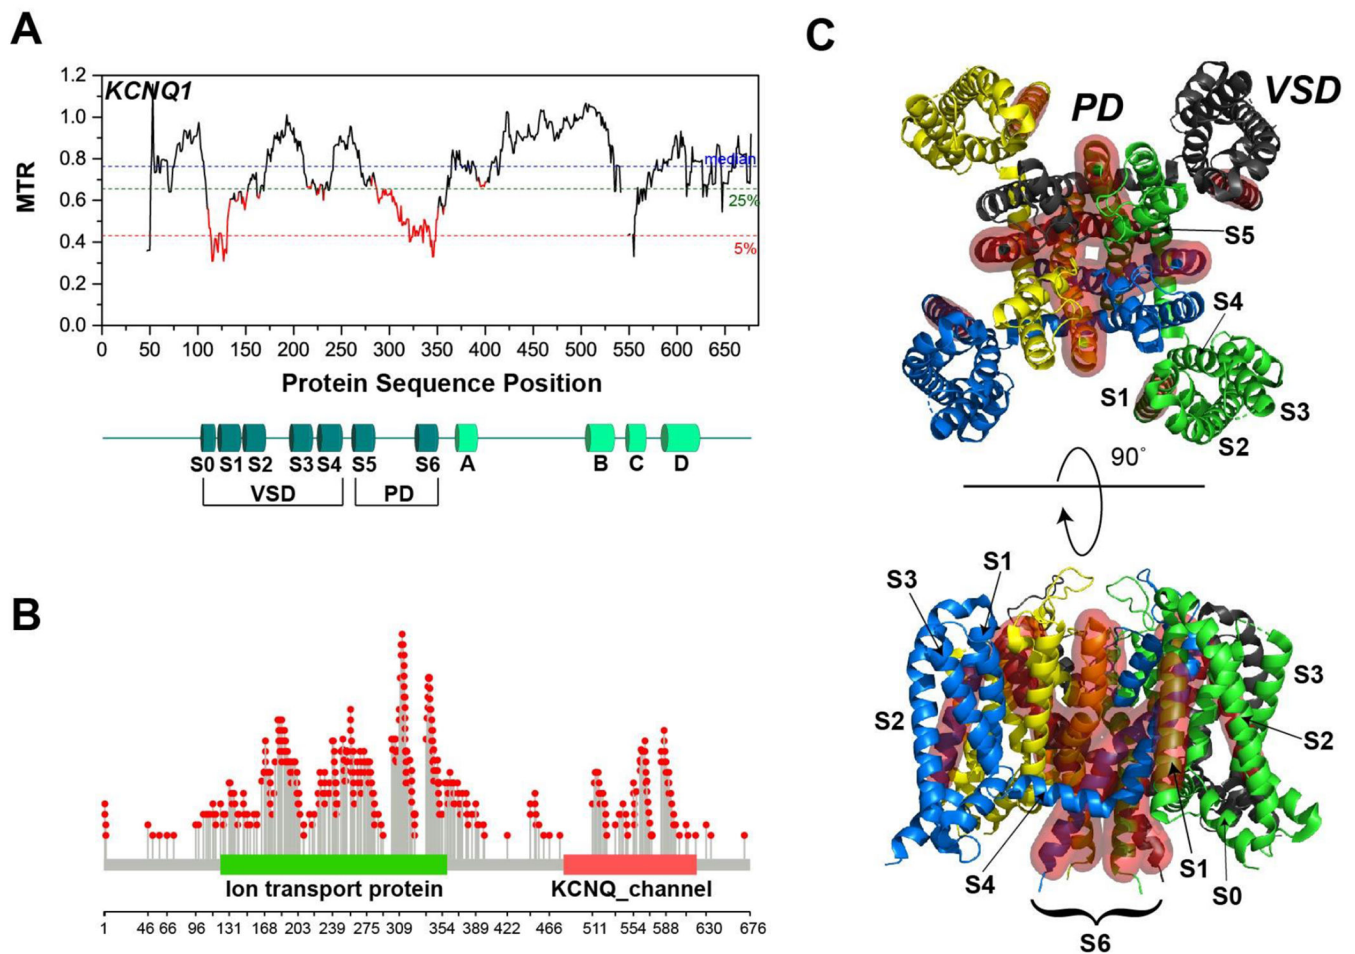 A
KCNQ1
MTR
1.2
1.0
0.8
0.6
0.4
0.2
0.0
median
25%
5%
0 50 100 150 200 250 300 350 400 450 500 550 600 650
Protein Sequence Position
S0 S1 S2 S3 S4 S5 S6 A B C D
VSD PD
B
Ion transport protein KCNQ_channel
1 46 66 96 131 168 203 239 275 309 354 389 422 466 511 554 588 630 676
C
PD VSD
S5
S4
S1 S3
S2
90°
S3 S1
S3
S2
S2
S4 S1 S0
S6